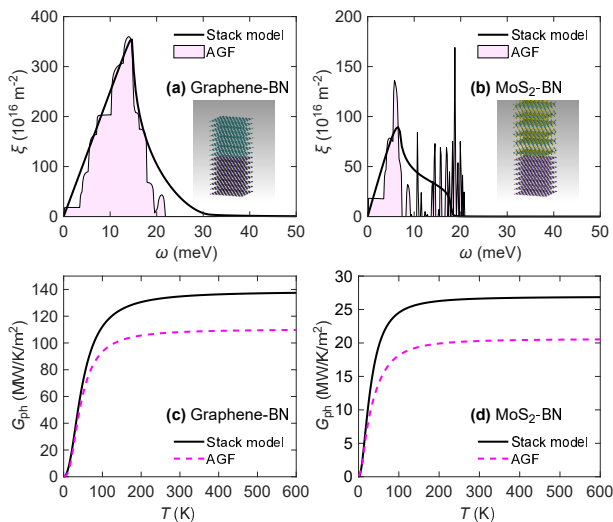 400
300
200
100
0
ξ (10¹⁶ m⁻²)
Stack model
AGF
(a) Graphene-BN
0 10 20 30 40 50
ω (meV)
200
150
100
50
0
ξ (10¹⁶ m⁻²)
Stack model
AGF
(b) MoS₂-BN
0 10 20 30 40 50
ω (meV)
140
120
100
80
60
40
20
0
G_ph (MW/K/m²)
(c) Graphene-BN
Stack model
AGF
0 100 200 300 400 500 600
T (K)
30
25
20
15
10
5
0
G_ph (MW/K/m²)
(d) MoS₂-BN
Stack model
AGF
0 100 200 300 400 500 600
T (K)